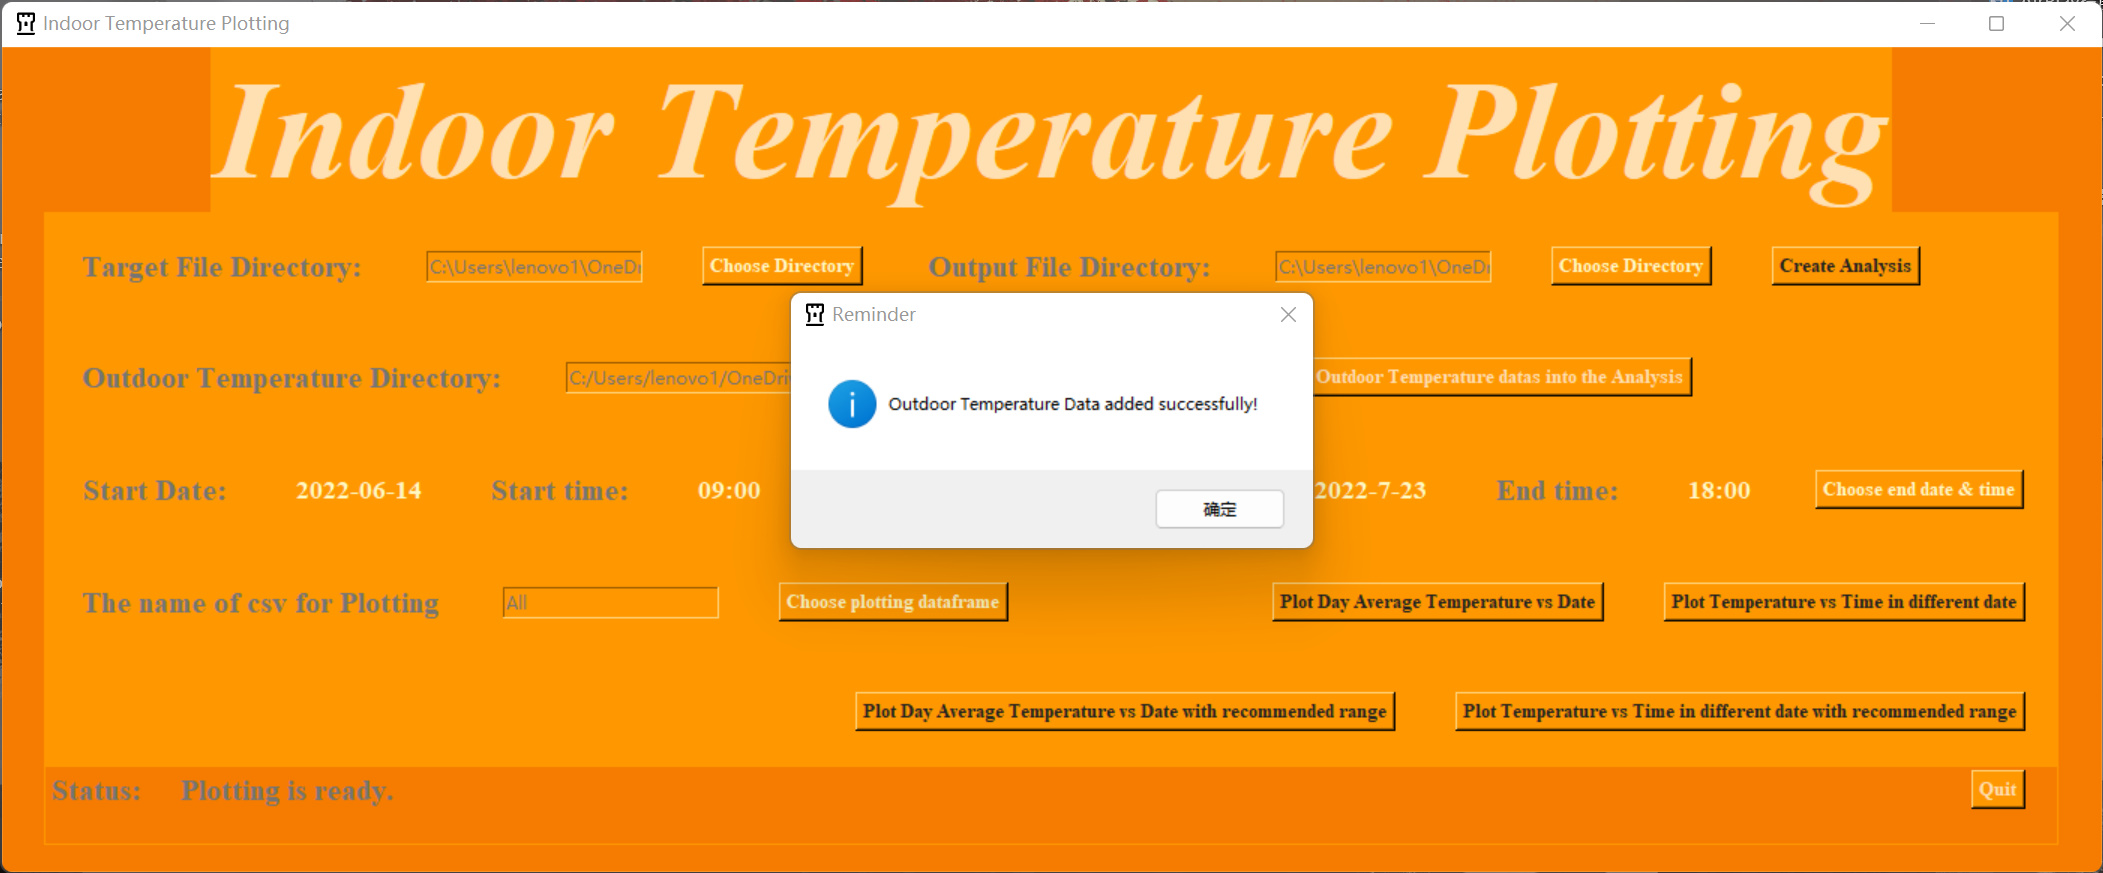 Indoor Temperature Plotting
Indoor Temperature Plotting
Target File Directory: C:\Users\lenovo1\OneDr Choose Directory Output File Directory: C:\Users\lenovo1\OneDr Choose Directory Create Analysis
Reminder
Outdoor Temperature Directory: C:/Users/lenovo1/OneDri Outdoor Temperature datas into the Analysis
Outdoor Temperature Data added successfully!
Start Date: 2022-06-14 Start time: 09:00 2022-7-23 End time: 18:00 Choose end date & time
确定
The name of csv for Plotting All Choose plotting dataframe Plot Day Average Temperature vs Date Plot Temperature vs Time in different date
Plot Day Average Temperature vs Date with recommended range Plot Temperature vs Time in different date with recommended range
Status: Plotting is ready. Quit